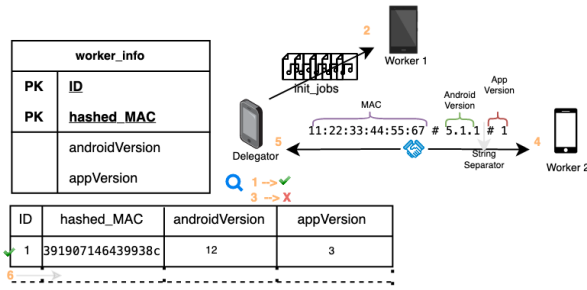 worker_info
PK ID
PK hashed_MAC
androidVersion
appVersion
2
Worker 1
Init_jobs
Delegator
5
MAC
Android
Version
App
Version
11:22:33:44:55:67 # 5.1.1 # 1
4
String
Separator
Worker 2
1 --> ✓
3 --> X
ID hashed_MAC androidVersion appVersion
1 391907146439938c 12 3
6